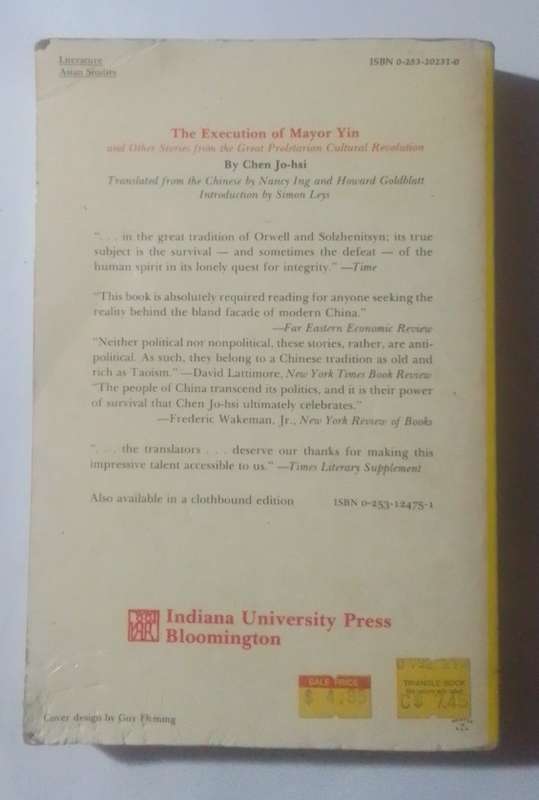 Literature
Asian Studies
ISBN 0-253-20231-0
The Execution of Mayor Yin
and Other Stories from the Great Proletarian Cultural Revolution
By Chen Jo-hsi
Translated from the Chinese by Nancy Ing and Howard Goldblatt
Introduction by Simon Leys
". . . in the great tradition of Orwell and Solzhenitsyn; its true
subject is the survival — and sometimes the defeat — of the
human spirit in its lonely quest for integrity." —Time
"This book is absolutely required reading for anyone seeking the
reality behind the bland facade of modern China."
—Far Eastern Economic Review
"Neither political nor nonpolitical, these stories, rather, are anti-
political. As such, they belong to a Chinese tradition as old and
rich as Taoism." —David Lattimore, New York Times Book Review
"The people of China transcend its politics, and it is their power
of survival that Chen Jo-hsi ultimately celebrates."
—Frederic Wakeman, Jr., New York Review of Books
". . . the translators . . . deserve our thanks for making this
impressive talent accessible to us." —Times Literary Supplement
Also available in a clothbound edition
ISBN 0-253-12475-1
Indiana University Press
Bloomington
SALE PRICE
$ 4.95
TRIANGLE BOOK
C$ 7.45
Cover design by Guy Fleming